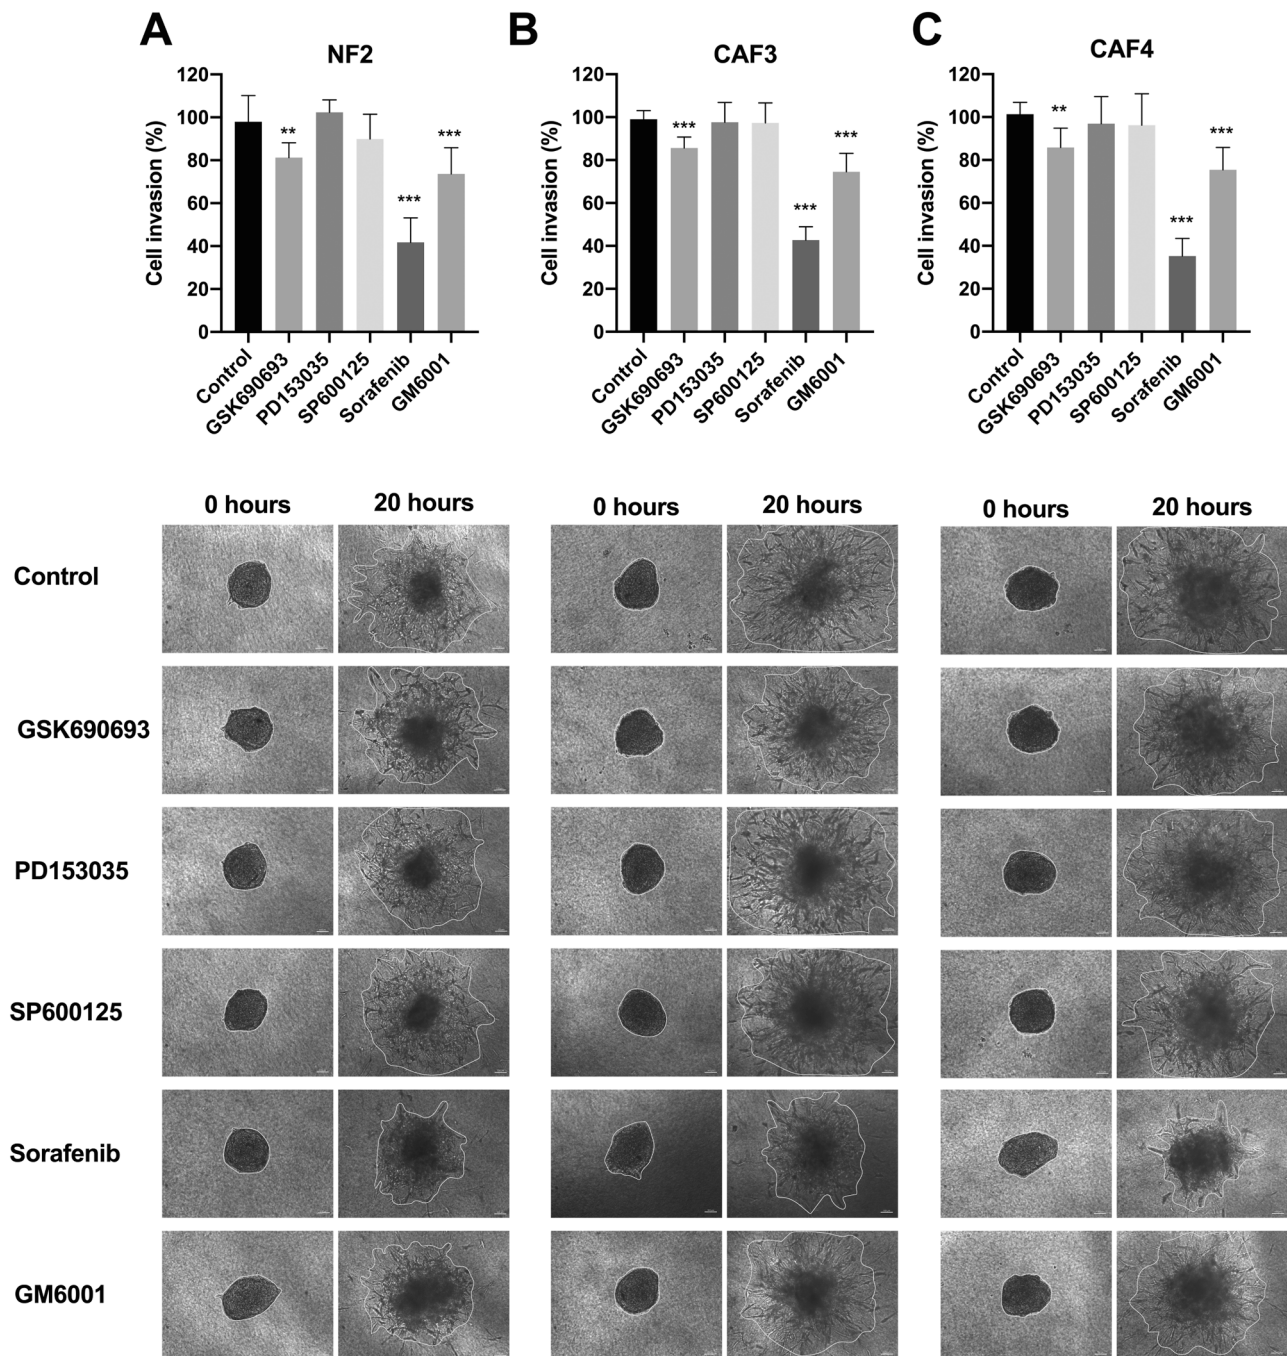 A
NF2
Cell invasion (%)
120
100
80
60
40
20
0
**
***
***
Control
GSK690693
PD153035
SP600125
Sorafenib
GM6001
B
CAF3
Cell invasion (%)
120
100
80
60
40
20
0
***
***
***
Control
GSK690693
PD153035
SP600125
Sorafenib
GM6001
C
CAF4
Cell invasion (%)
120
100
80
60
40
20
0
**
***
***
Control
GSK690693
PD153035
SP600125
Sorafenib
GM6001
0 hours 20 hours 0 hours 20 hours 0 hours 20 hours
Control
GSK690693
PD153035
SP600125
Sorafenib
GM6001